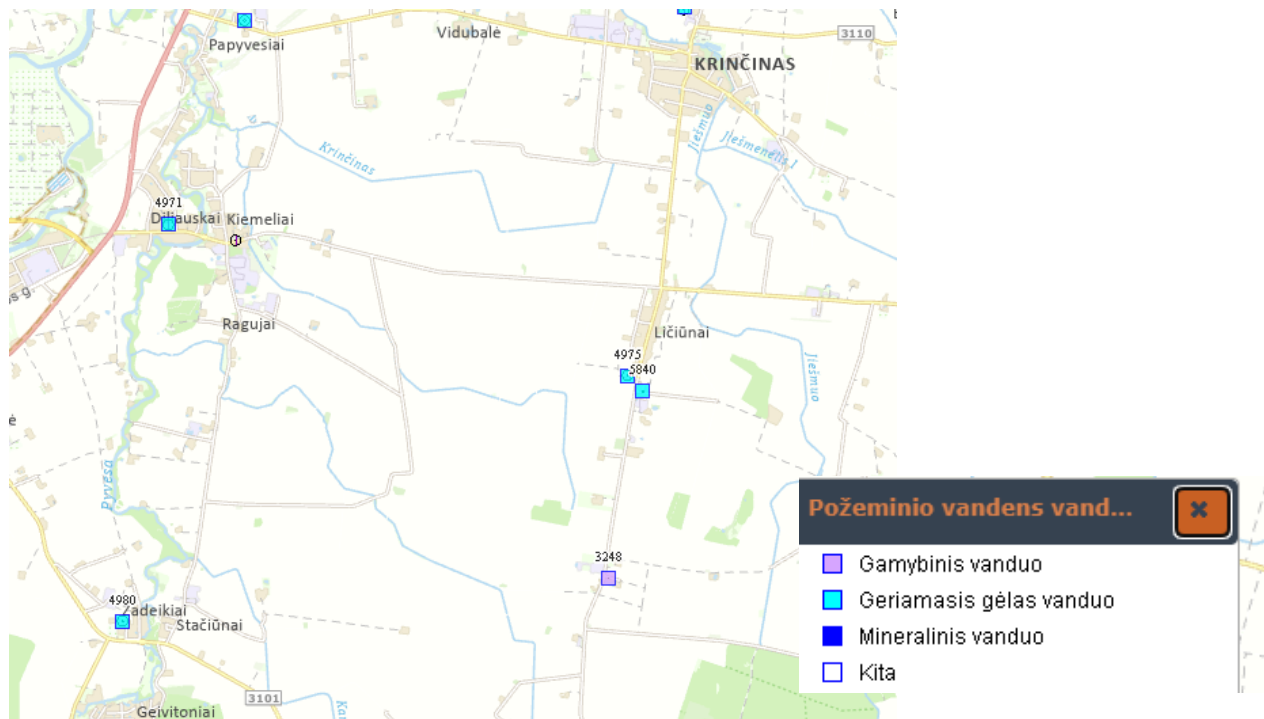 Papyvesiai
Vidubalė
3110
KRINČINAS
Krinčinas
Jiešmuo
Jiešmenėlis I
4971
Diliauskai
Kiemeliai
s g.
Ragujai
Ličiūnai
4975
5840
Jiešmuo
ė
Pyvesa
3248
4980
Žadeikiai
Stačiūnai
3101
Geivitoniai
Požeminio vandens vand...
Gamybinis vanduo
Geriamasis gėlas vanduo
Mineralinis vanduo
Kita